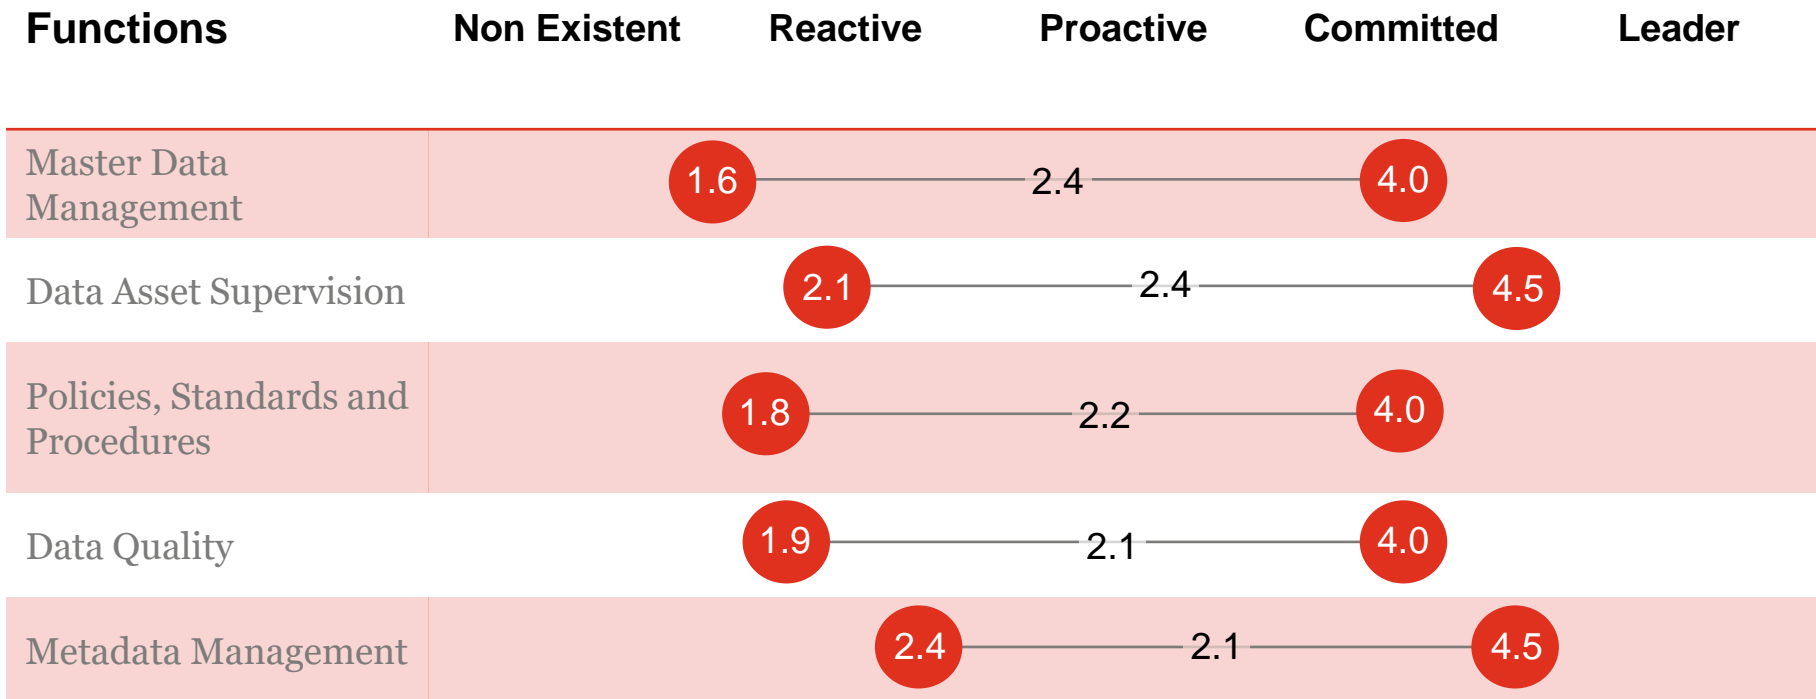 Functions Non Existent Reactive Proactive Committed Leader
Master Data
Management
1.6 2.4 4.0
Data Asset Supervision 2.1 2.4 4.5
Policies, Standards and
Procedures
1.8 2.2 4.0
Data Quality 1.9 2.1 4.0
Metadata Management 2.4 2.1 4.5